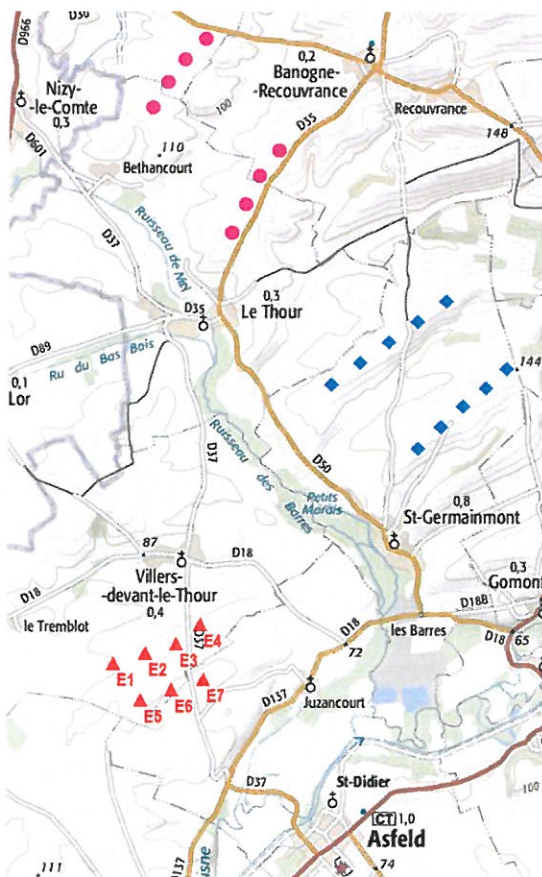 D30
D966
0,2
Banogne-
-Recouvrance
Nizy-
-le-Comte
0,3
100
D35
Recouvrance
148
D601
110
Bethancourt
D37
Ruisseau de
D35
0,3
Le Thour
D89
Ru du Bas Bois
0,1
Lor
144
D37
Ruisseau des Barres
D50
Petits
Marais
0,8
St-Germainmont
87
D18
0,3
Villers-
-devant-le-Thour
0,4
D18
D18B
le Tremblot
D37
D18
les Barres
D18
65
72
E4
E3
E2
E1
E7
E6
E5
D137
Juzancourt
D37
St-Didier
CT 1,0
Asfeld
100
D137
74
111